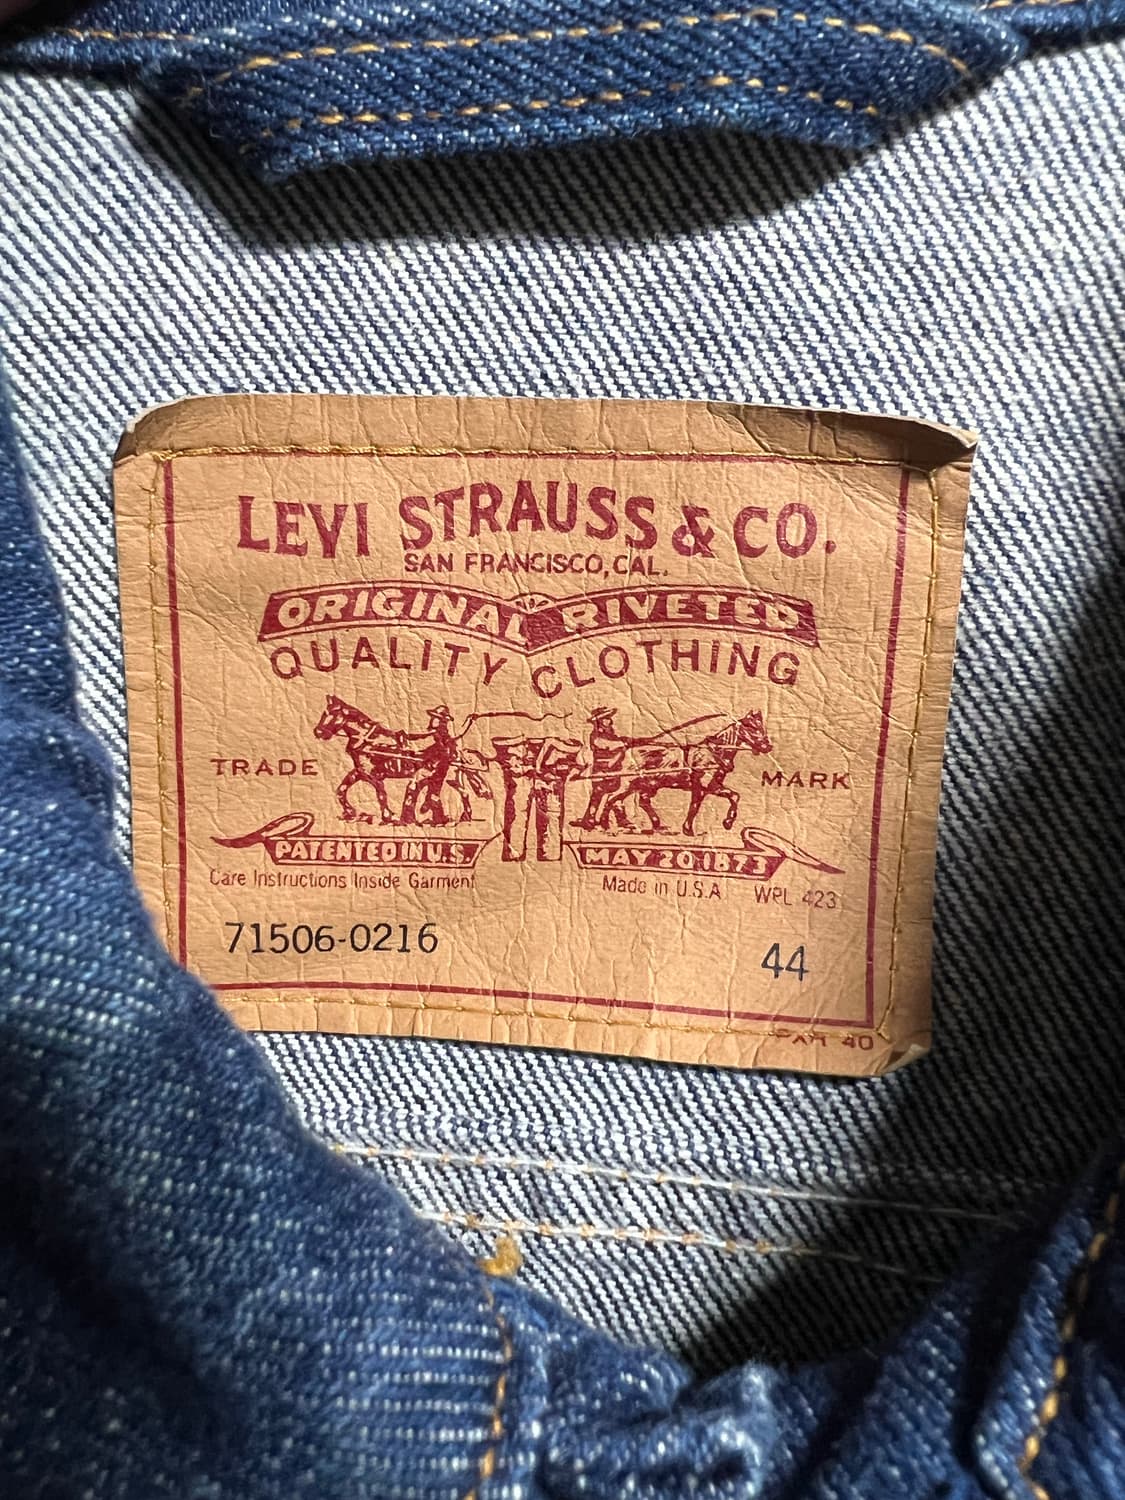 LEVI STRAUSS & CO.
SAN FRANCISCO, CAL.
ORIGINAL RIVETED
QUALITY CLOTHING
TRADE MARK
PATENTED IN U.S. MAY 20 1873
Care Instructions Inside Garment Made in U.S.A WPL 423
71506-0216 44
40